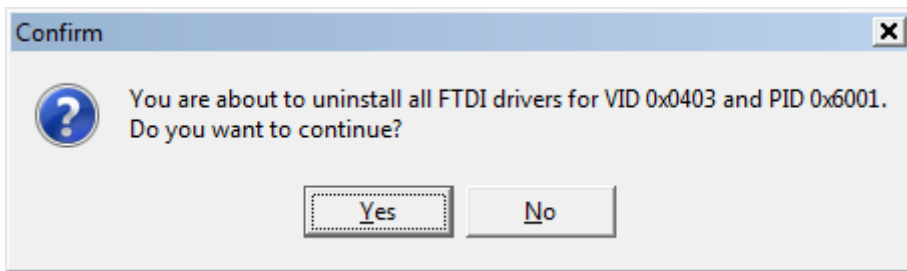 Confirm
You are about to uninstall all FTDI drivers for VID 0x0403 and PID 0x6001.
Do you want to continue?
Yes
No